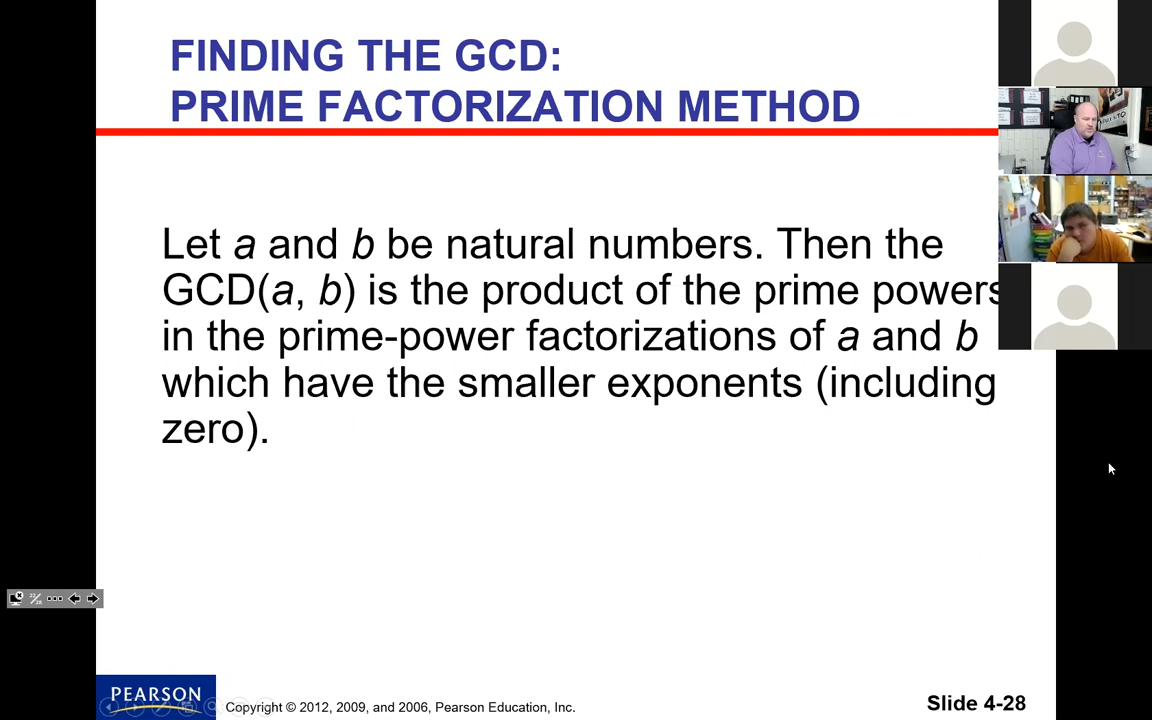 FINDING THE GCD:
PRIME FACTORIZATION METHOD
Let a and b be natural numbers. Then the
GCD(a, b) is the product of the prime powers
in the prime-power factorizations of a and b
which have the smaller exponents (including
zero).
PEARSON
Copyright © 2012, 2009, and 2006, Pearson Education, Inc.
Slide 4-28